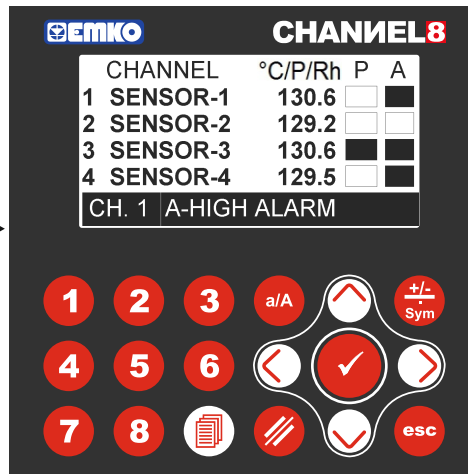 EMKO CHANИEL8
CHANNEL °C/P/Rh P A
1 SENSOR-1 130.6
2 SENSOR-2 129.2
3 SENSOR-3 130.6
4 SENSOR-4 129.5
CH. 1 A-HIGH ALARM
1 2 3 a/A +/- . Sym
4 5 6
7 8 esc